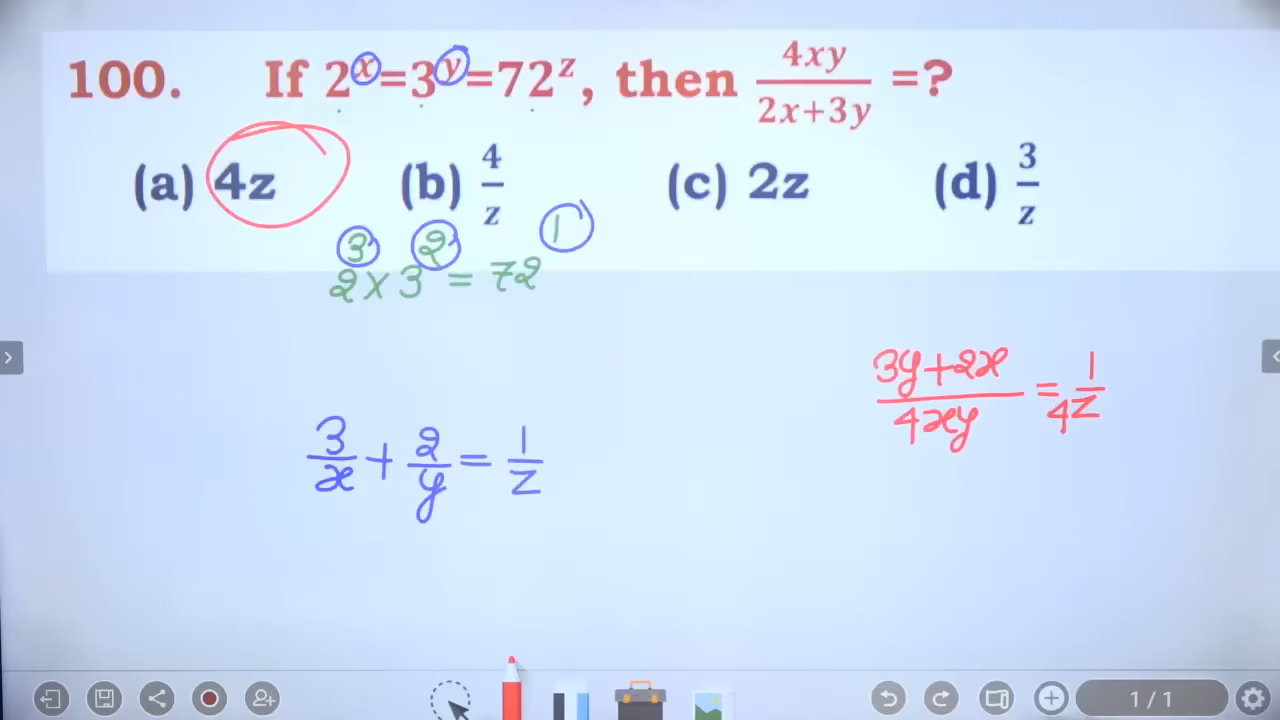 100. If 2^x=3^y=72^z, then 4xy/2x+3y =?
(a) 4z (b) 4/z (c) 2z (d) 3/z
2^3 × 3^2 = 72^1
3y+2x/4xy = 1/4z
3/x + 2/y = 1/z
1/1